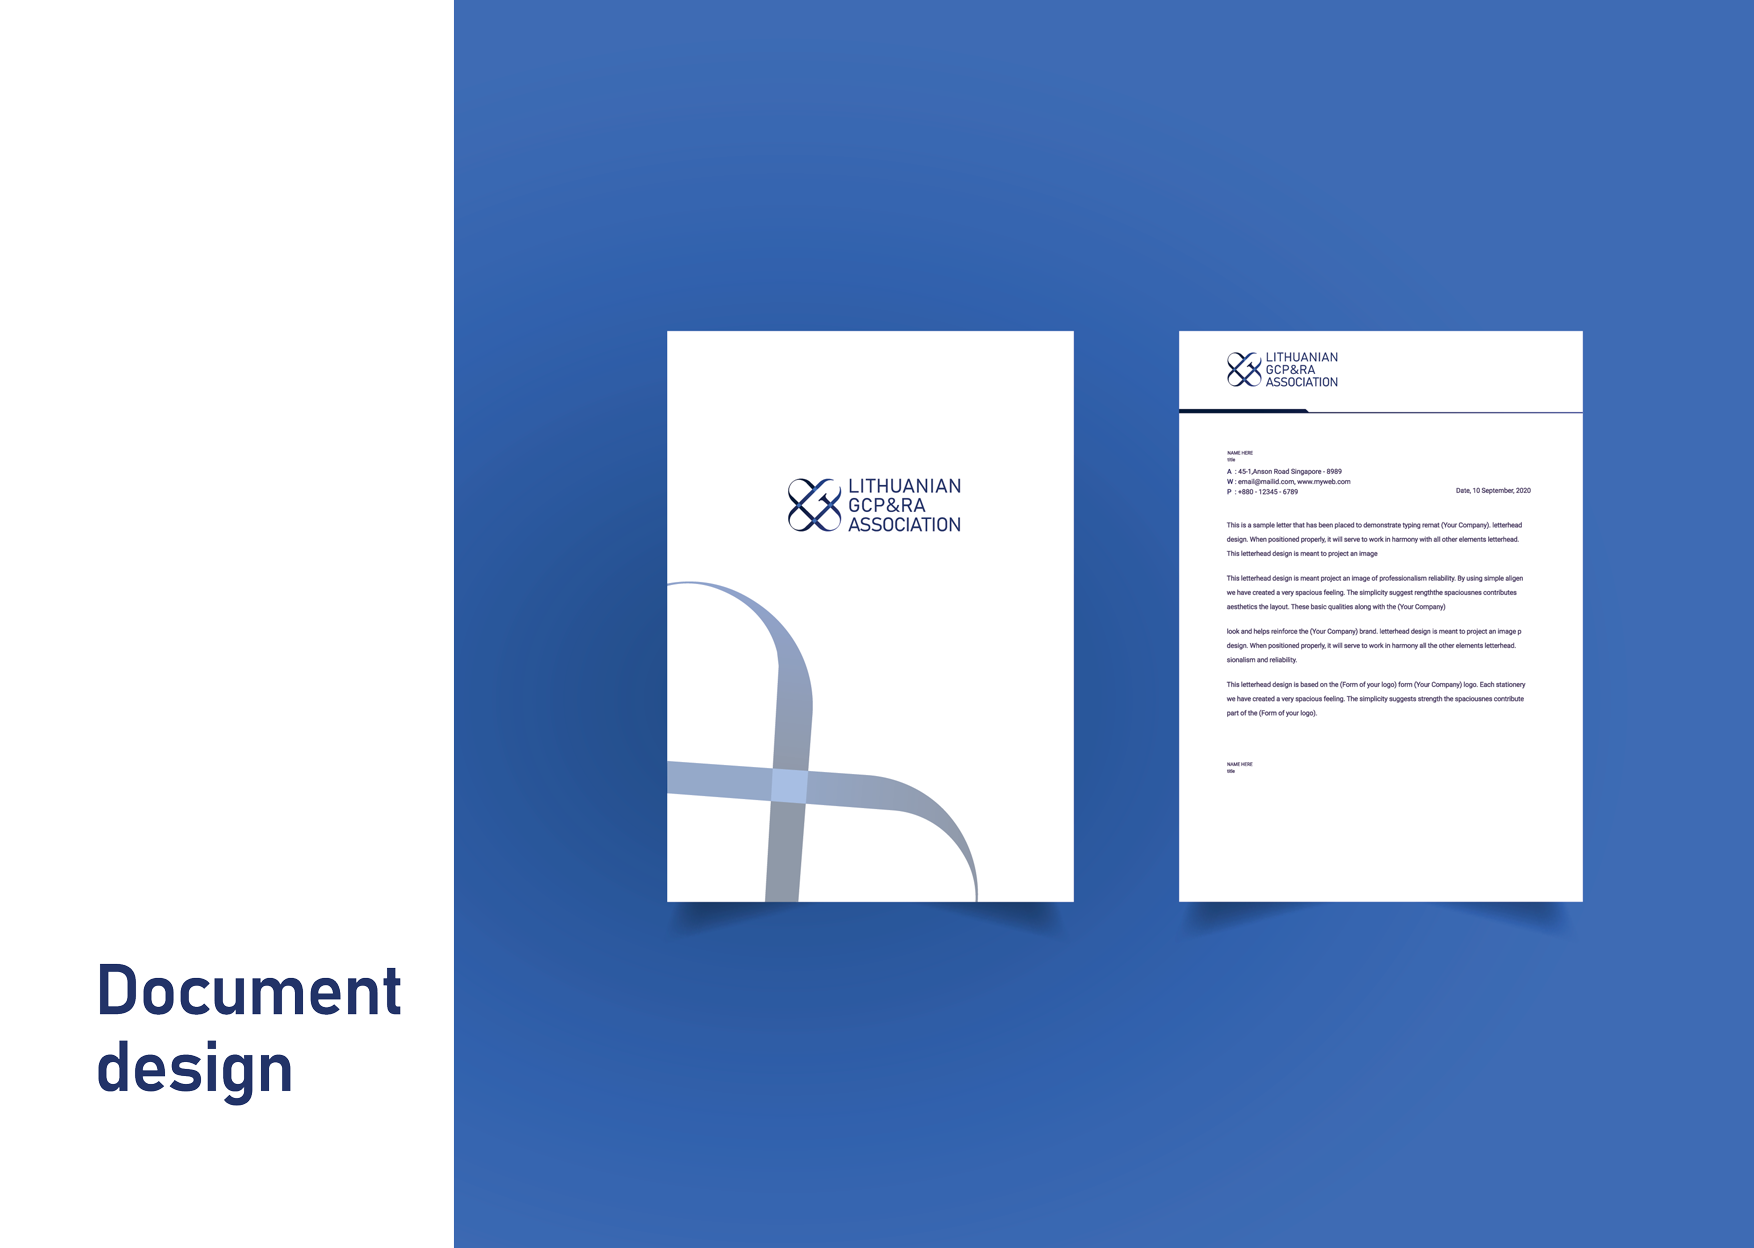 Document
design
LITHUANIAN
GCP&RA
ASSOCIATION
LITHUANIAN
GCP&RA
ASSOCIATION
NAME HERE
title
A : 45-1,Anson Road Singapore - 8989
W : email@mailid.com, www.myweb.com
P : +880 - 12345 - 6789
Date, 10 September, 2020
This is a sample letter that has been placed to demonstrate typing remat (Your Company). letterhead
design. When positioned properly, it will serve to work in harmony with all other elements letterhead.
This letterhead design is meant to project an image
This letterhead design is meant project an image of professionalism reliability. By using simple aligen
we have created a very spacious feeling. The simplicity suggest rengththe spaciousnes contributes
aesthetics the layout. These basic qualities along with the (Your Company)
look and helps reinforce the (Your Company) brand. letterhead design is meant to project an image p
design. When positioned properly, it will serve to work in harmony all the other elements letterhead.
sionalism and reliability.
This letterhead design is based on the (Form of your logo) form (Your Company) logo. Each stationery
we have created a very spacious feeling. The simplicity suggests strength the spaciousnes contribute
part of the (Form of your logo).
NAME HERE
title